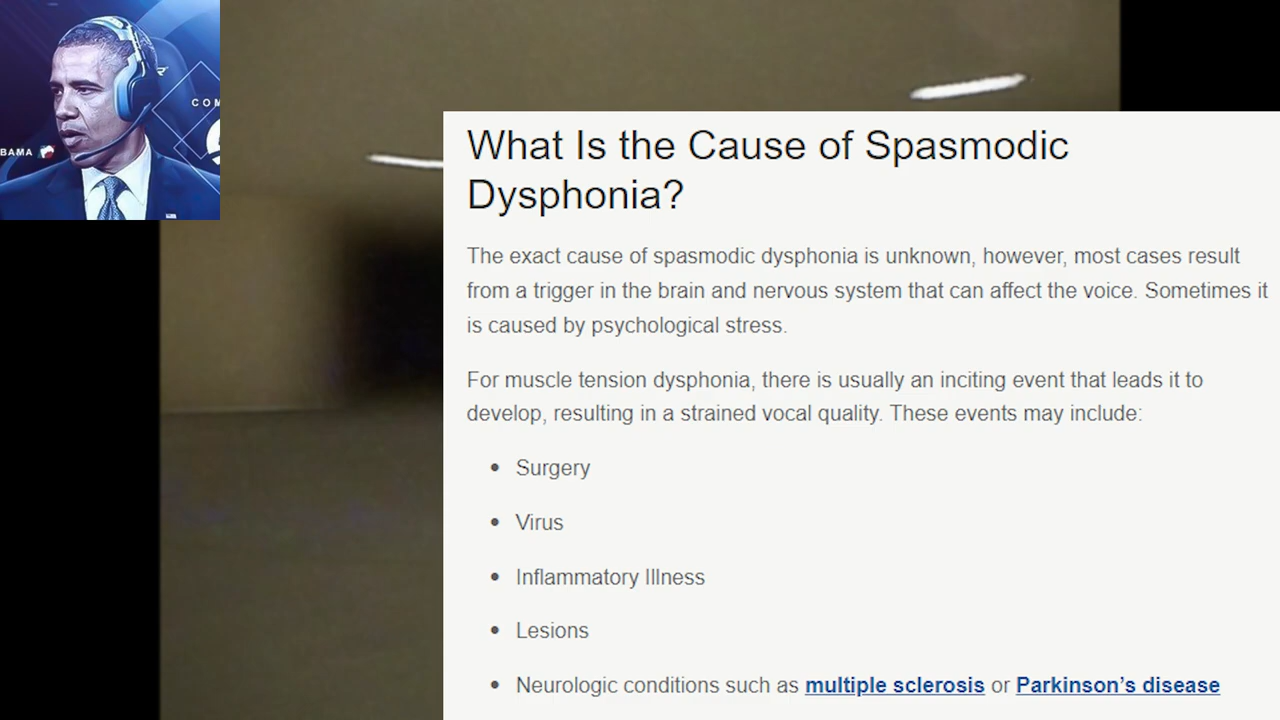 COM
BAMA
What Is the Cause of Spasmodic
Dysphonia?
The exact cause of spasmodic dysphonia is unknown, however, most cases result
from a trigger in the brain and nervous system that can affect the voice. Sometimes it
is caused by psychological stress.
For muscle tension dysphonia, there is usually an inciting event that leads it to
develop, resulting in a strained vocal quality. These events may include:
• Surgery
• Virus
• Inflammatory Illness
• Lesions
• Neurologic conditions such as multiple sclerosis or Parkinson’s disease